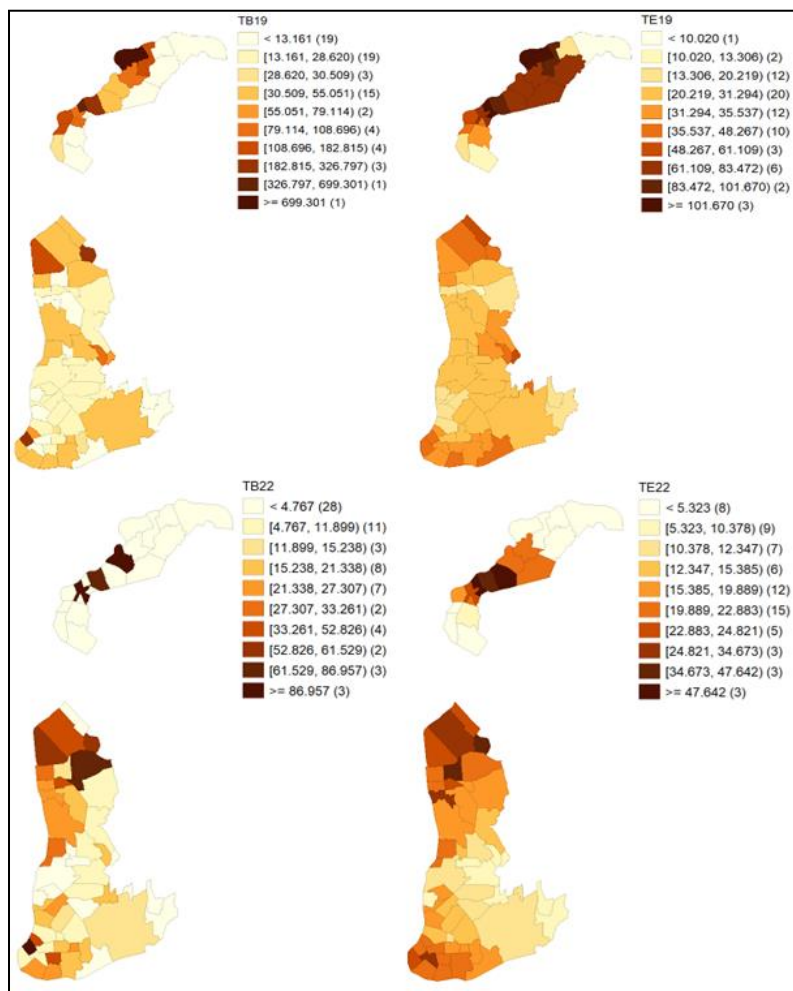 TB19
< 13.161 (19)
[13.161, 28.620) (19)
[28.620, 30.509) (3)
[30.509, 55.051) (15)
[55.051, 79.114) (2)
[79.114, 108.696) (4)
[108.696, 182.815) (4)
[182.815, 326.797) (3)
[326.797, 699.301) (1)
>= 699.301 (1)
TE19
< 10.020 (1)
[10.020, 13.306) (2)
[13.306, 20.219) (12)
[20.219, 31.294) (20)
[31.294, 35.537) (12)
[35.537, 48.267) (10)
[48.267, 61.109) (3)
[61.109, 83.472) (6)
[83.472, 101.670) (2)
>= 101.670 (3)
TB22
< 4.767 (28)
[4.767, 11.899) (11)
[11.899, 15.238) (3)
[15.238, 21.338) (8)
[21.338, 27.307) (7)
[27.307, 33.261) (2)
[33.261, 52.826) (4)
[52.826, 61.529) (2)
[61.529, 86.957) (3)
>= 86.957 (3)
TE22
< 5.323 (8)
[5.323, 10.378) (9)
[10.378, 12.347) (7)
[12.347, 15.385) (6)
[15.385, 19.889) (12)
[19.889, 22.883) (15)
[22.883, 24.821) (5)
[24.821, 34.673) (3)
[34.673, 47.642) (3)
>= 47.642 (3)